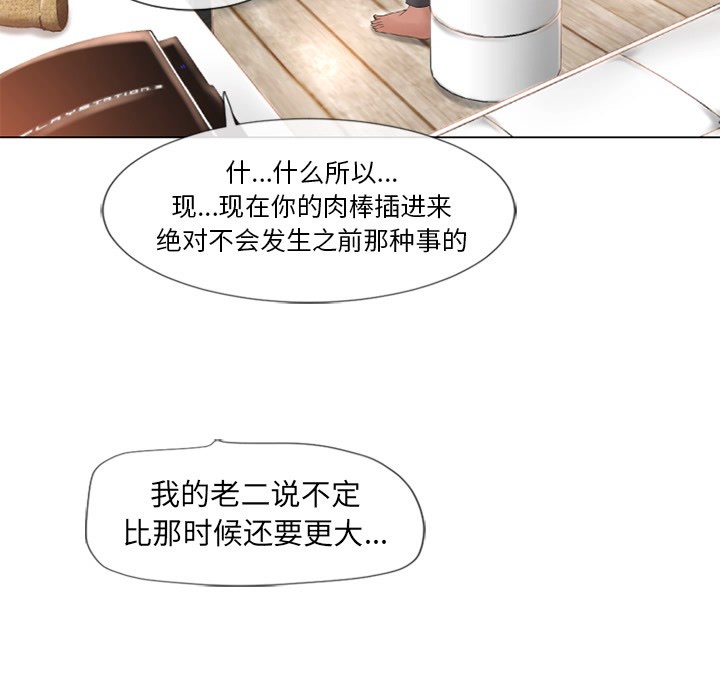 PLAYSTATION 3
什...什么所以...
现...现在你的肉棒插进来
绝对不会发生之前那种事的
我的老二说不定
比那时候还要更大...